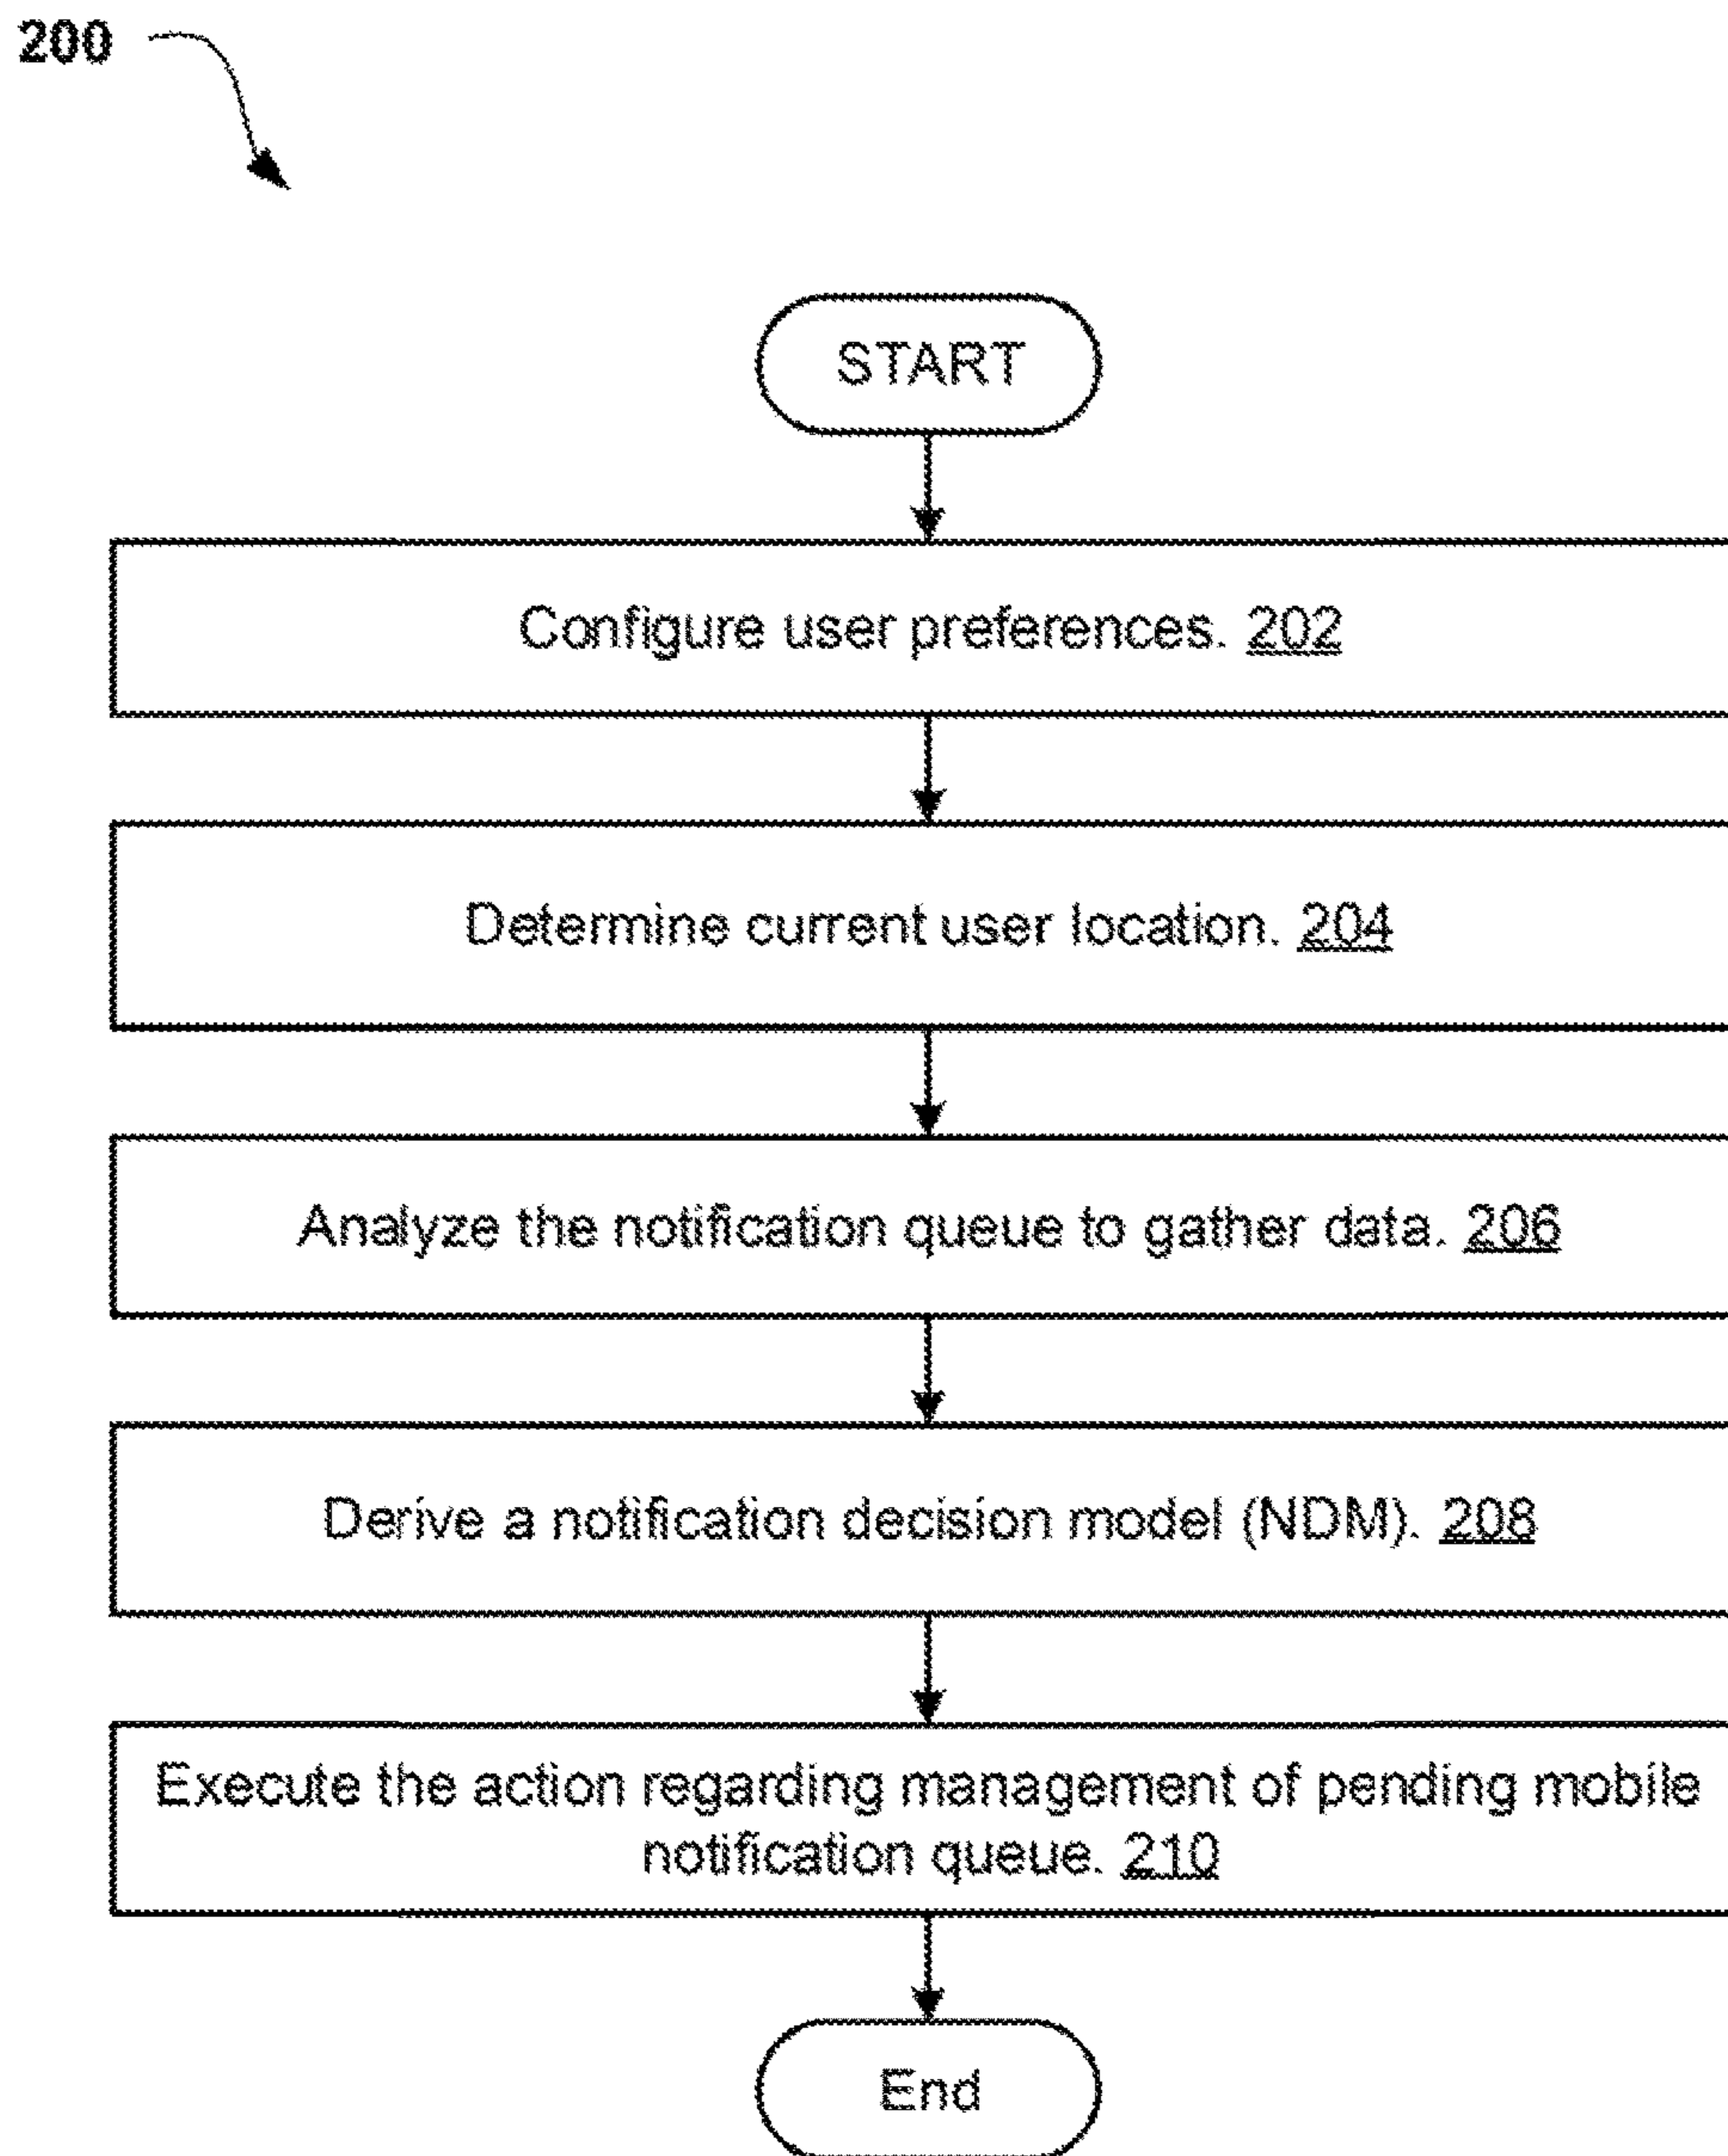 200
START
Configure user preferences. 202
Determine current user location. 204
Analyze the notification queue to gather data. 206
Derive a notification decision model (NDM). 208
Execute the action regarding management of pending mobile
notification queue. 210
End